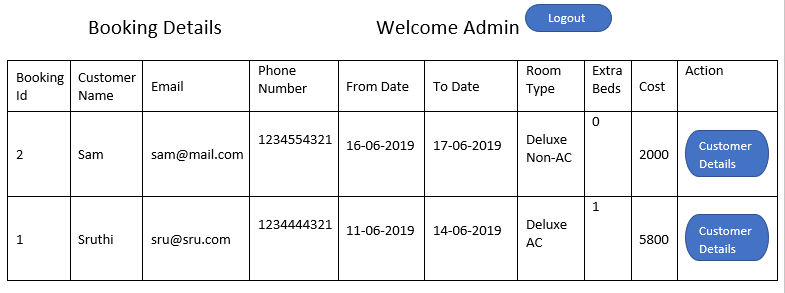 Booking Details Welcome Admin Logout
Booking Id Customer Name Email Phone Number From Date To Date Room Type Extra Beds Cost Action
2 Sam sam@mail.com 1234554321 16-06-2019 17-06-2019 Deluxe Non-AC 0 2000 Customer Details
1 Sruthi sru@sru.com 1234444321 11-06-2019 14-06-2019 Deluxe AC 1 5800 Customer Details